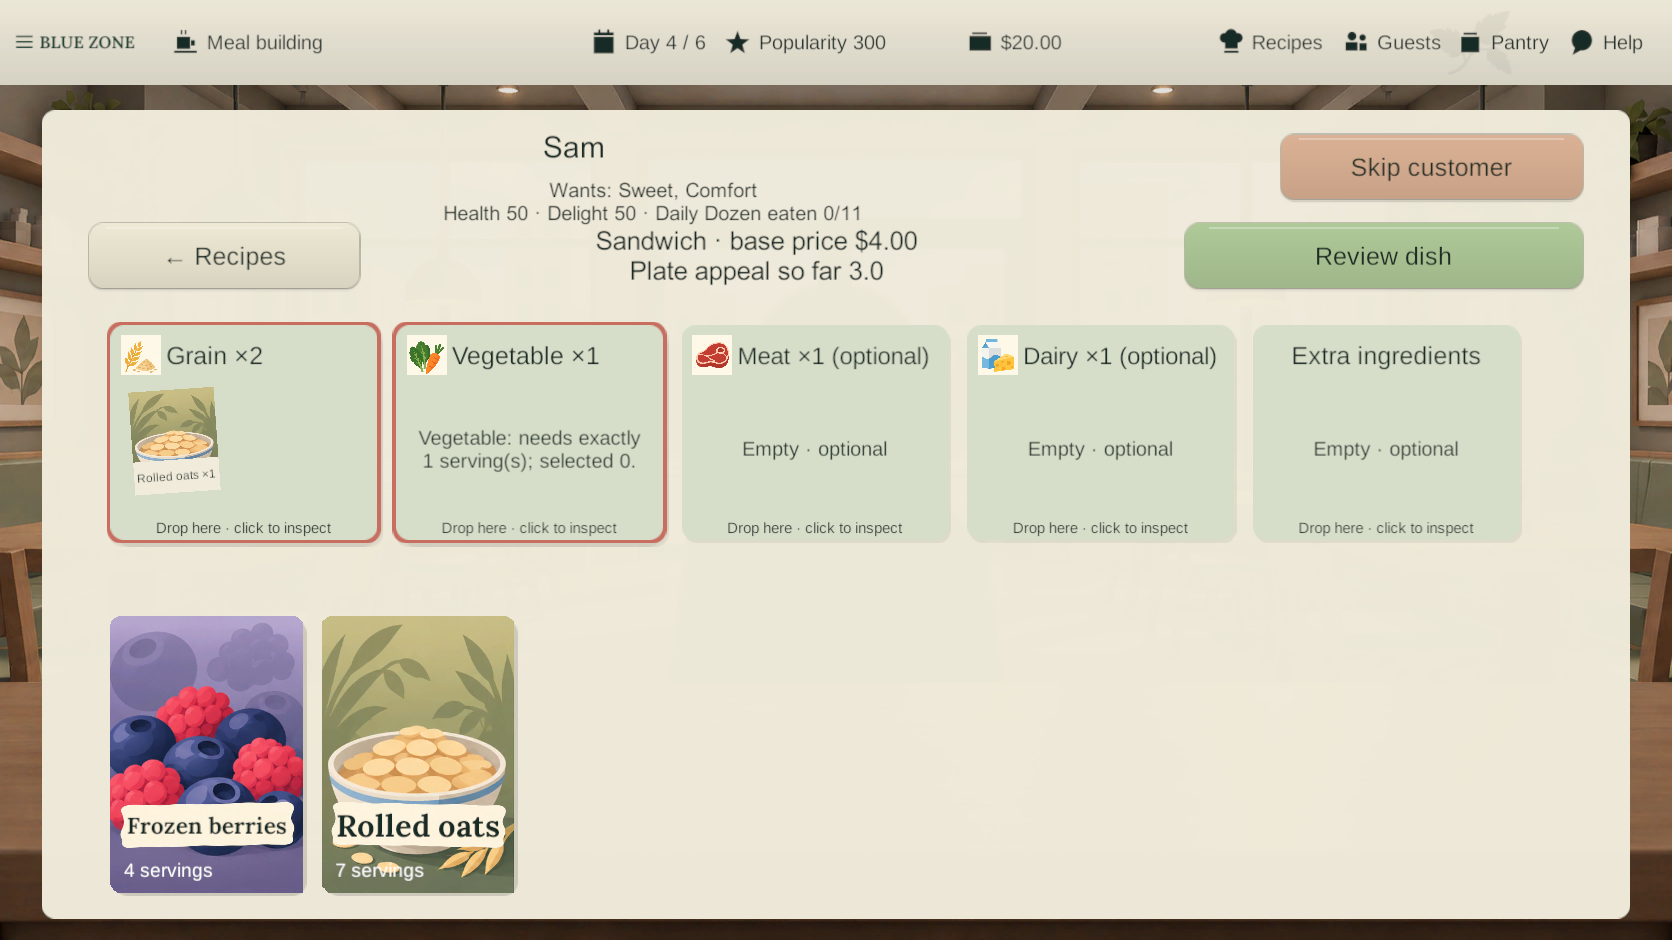 BLUE ZONE
Meal building
Day 4 / 6
Popularity 300
$20.00
Recipes
Guests
Pantry
Help
Sam
Wants: Sweet, Comfort
Health 50 · Delight 50 · Daily Dozen eaten 0/11
Sandwich · base price $4.00
Plate appeal so far 3.0
← Recipes
Skip customer
Review dish
Grain ×2
Rolled oats ×1
Drop here · click to inspect
Vegetable ×1
Vegetable: needs exactly
1 serving(s); selected 0.
Drop here · click to inspect
Meat ×1 (optional)
Empty · optional
Drop here · click to inspect
Dairy ×1 (optional)
Empty · optional
Drop here · click to inspect
Extra ingredients
Empty · optional
Drop here · click to inspect
Frozen berries
4 servings
Rolled oats
7 servings